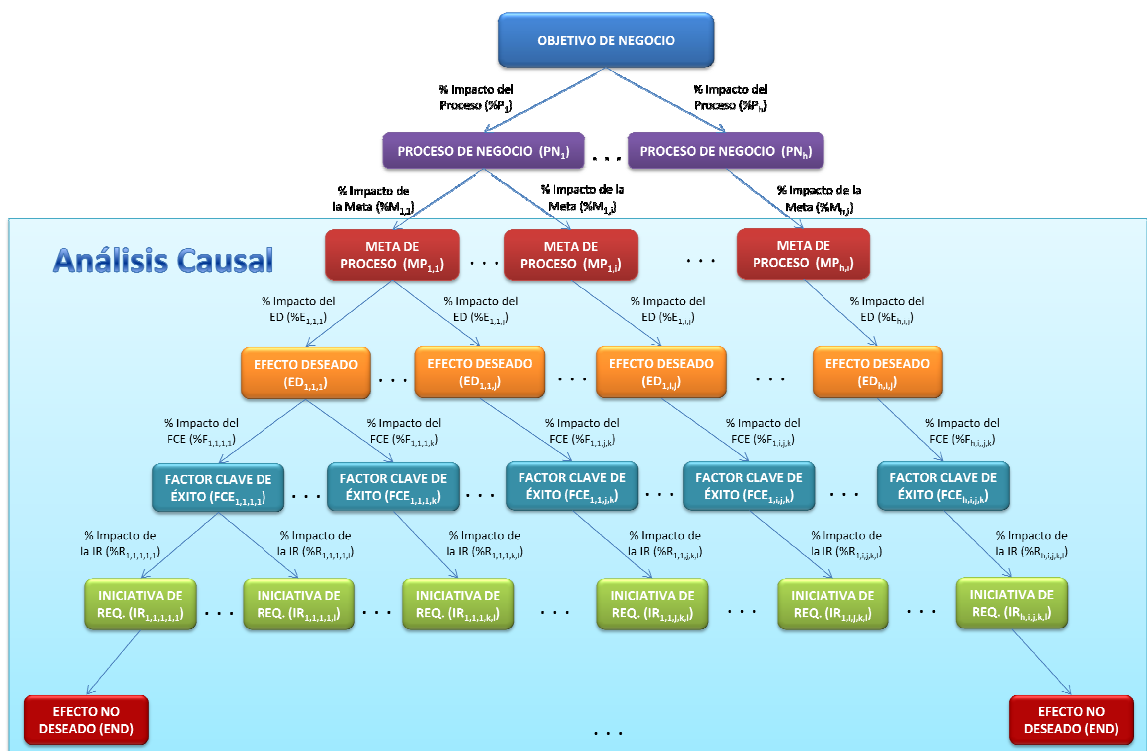 OBJETIVO DE NEGOCIO
% Impacto del
Proceso (%P1)
% Impacto del
Proceso (%Ph)
PROCESO DE NEGOCIO (PN1)
...
PROCESO DE NEGOCIO (PNh)
% Impacto de
la Meta (%M1,1)
% Impacto de la
Meta (%M1,i)
% Impacto de la
Meta (%Mh,i)
Análisis Causal
META DE
PROCESO (MP1,1)
...
META DE
PROCESO (MP1,i)
...
META DE
PROCESO (MPh,i)
% Impacto del
ED (%E1,1,1)
% Impacto del
ED (%E1,1,j)
% Impacto del
ED (%E1,i,j)
% Impacto del
ED (%Eh,i,j)
EFECTO DESEADO
(ED1,1,1)
...
EFECTO DESEADO
(ED1,1,j)
...
EFECTO DESEADO
(ED1,i,j)
...
EFECTO DESEADO
(EDh,i,j)
% Impacto del
FCE (%F1,1,1,1)
% Impacto del
FCE (%F1,1,1,k)
% Impacto del
FCE (%F1,1,j,k)
% Impacto del
FCE (%F1,i,j,k)
% Impacto del
FCE (%Fh,i,j,k)
FACTOR CLAVE DE
ÉXITO (FCE1,1,1,1)
...
FACTOR CLAVE DE
ÉXITO (FCE1,1,1,k)
...
FACTOR CLAVE DE
ÉXITO (FCE1,1,j,k)
...
FACTOR CLAVE DE
ÉXITO (FCE1,i,j,k)
...
FACTOR CLAVE DE
ÉXITO (FCEh,i,j,k)
% Impacto de
la IR (%R1,1,1,1,1)
% Impacto de
la IR (%R1,1,1,1,l)
% Impacto de
la IR (%R1,1,1,k,l)
% Impacto de
la IR (%R1,1,j,k,l)
% Impacto de
la IR (%R1,i,j,k,l)
% Impacto de
la IR (%Rh,i,j,k,l)
INICIATIVA DE
REQ. (IR1,1,1,1,1)
...
INICIATIVA DE
REQ. (IR1,1,1,1,l)
...
INICIATIVA DE
REQ. (IR1,1,1,k,l)
...
INICIATIVA DE
REQ. (IR1,1,j,k,l)
...
INICIATIVA DE
REQ. (IR1,i,j,k,l)
...
INICIATIVA DE
REQ. (IRh,i,j,k,l)
EFECTO NO
DESEADO (END)
...
EFECTO NO
DESEADO (END)